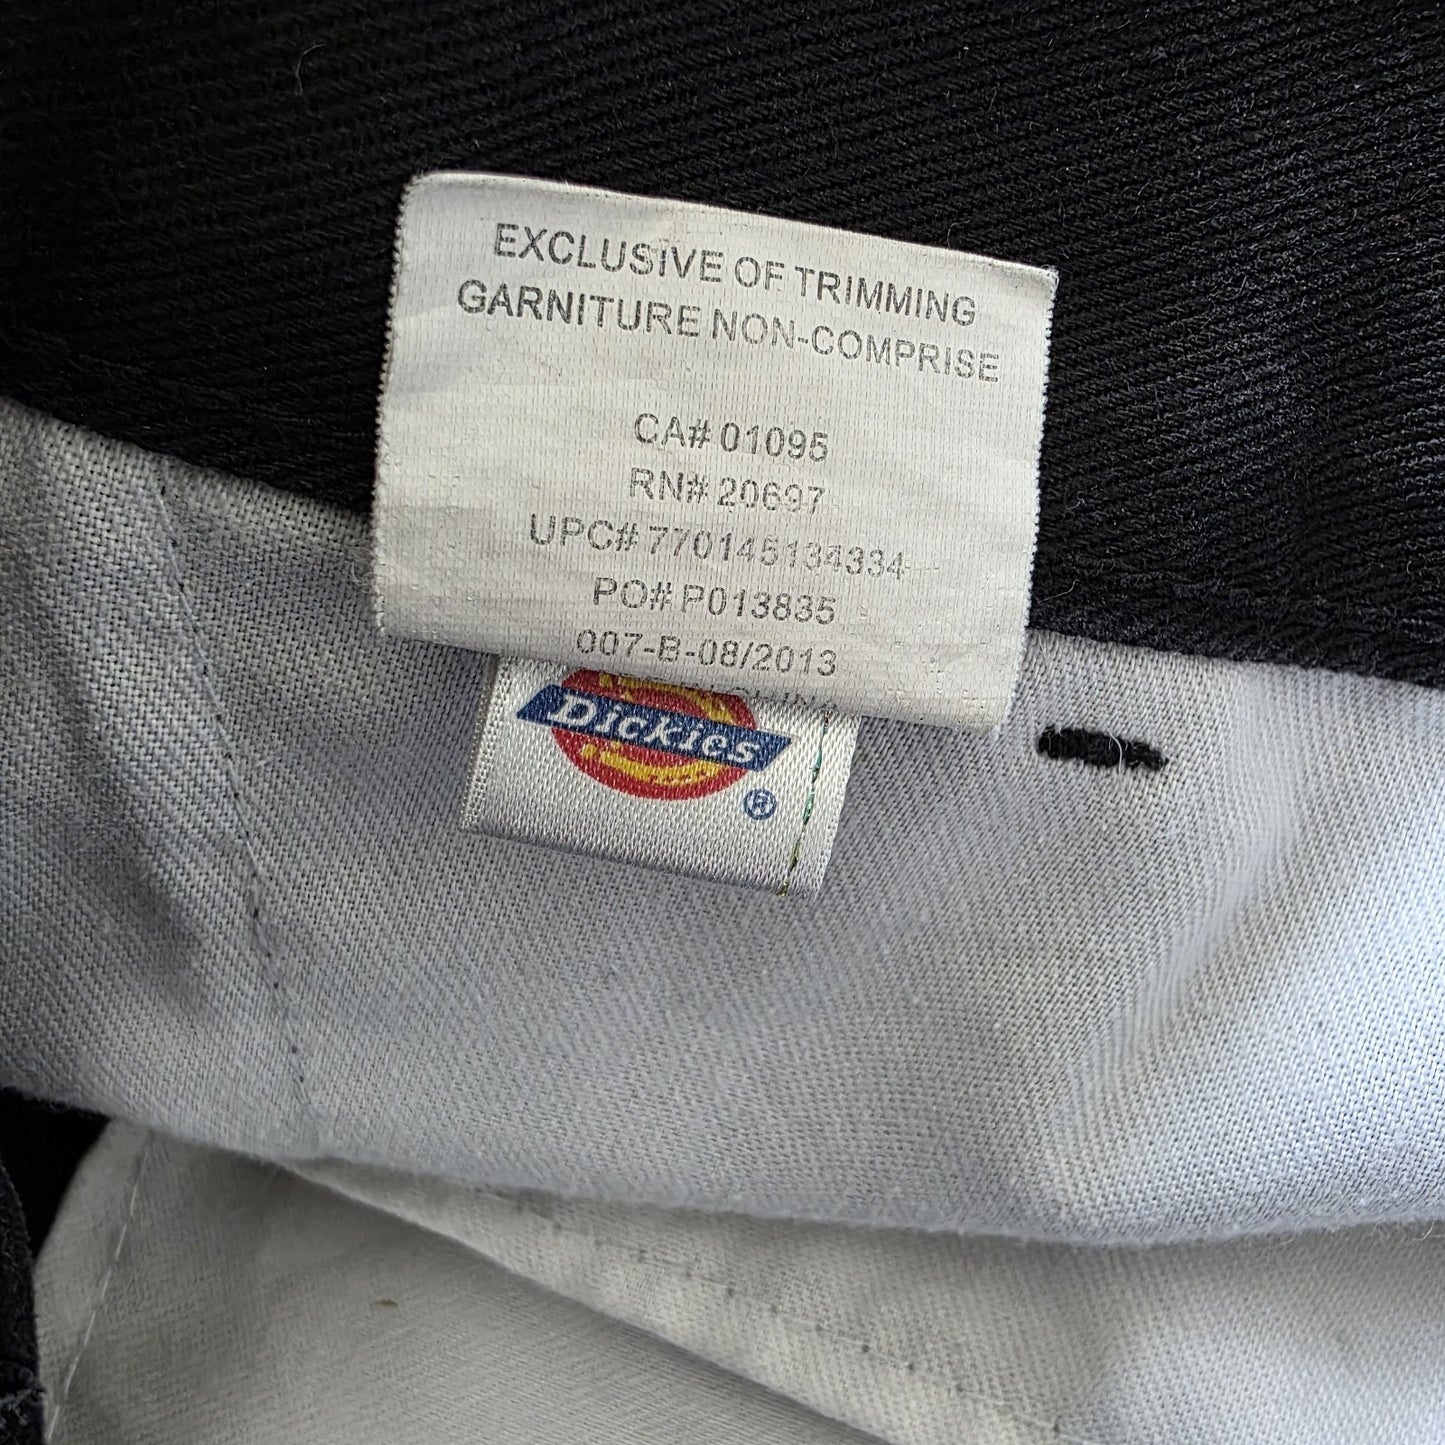 EXCLUSIVE OF TRIMMING
GARNITURE NON-COMPRISE
CA# 01095
RN# 20697
UPC# 770145134334
PO# P013835
007-B-08/2013
Dickies
®